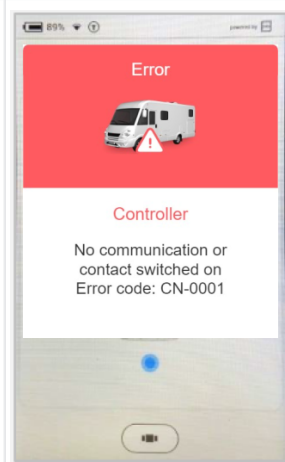 89%
powered by
Error
Controller
No communication or
contact switched on
Error code: CN-0001